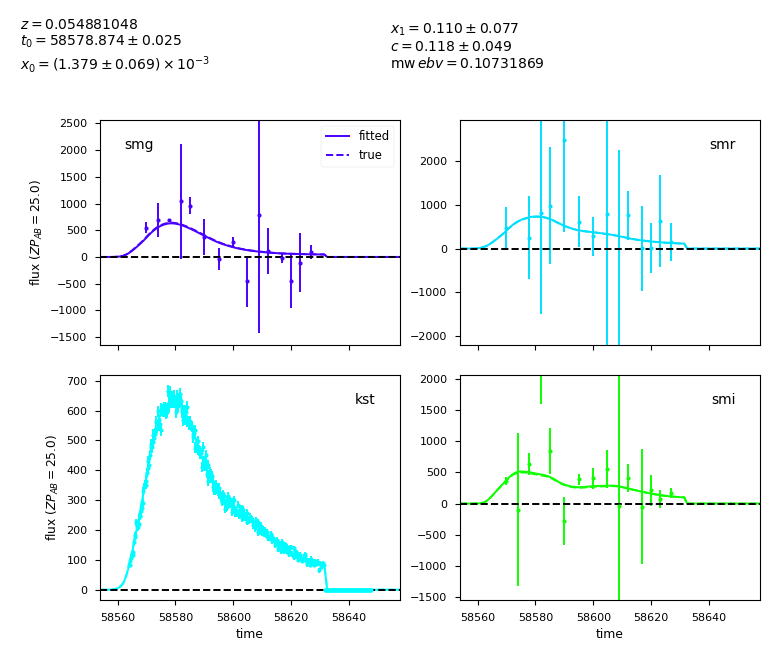 z = 0.054881048
t₀ = 58578.874 ± 0.025
x₀ = (1.379 ± 0.069) × 10⁻³
x₁ = 0.110 ± 0.077
c = 0.118 ± 0.049
mw ebv = 0.10731869
smg
fitted
true
flux (ZP_AB = 25.0)
2500
2000
1500
1000
500
0
−500
−1000
−1500
smr
2000
1000
0
−1000
−2000
kst
flux (ZP_AB = 25.0)
700
600
500
400
300
200
100
0
58560 58580 58600 58620 58640
time
smi
2000
1500
1000
500
0
−500
−1000
−1500
58560 58580 58600 58620 58640
time